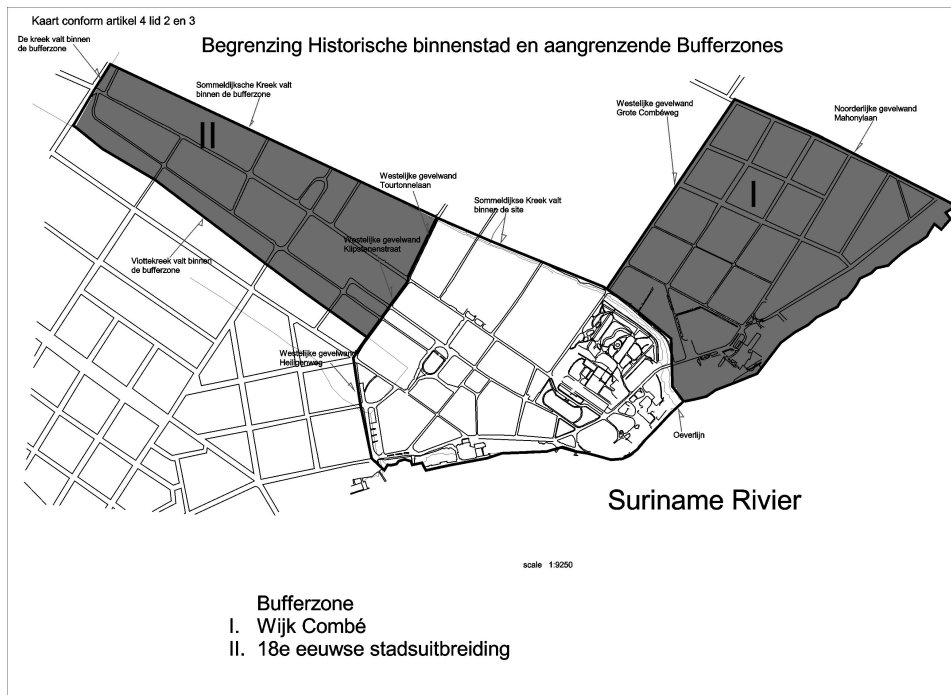 Kaart conform artikel 4 lid 2 en 3
De kreek valt binnen
de bufferzone
Begrenzing Historische binnenstad en aangrenzende Bufferzones
Sommeldijksche Kreek valt
binnen de bufferzone
Westelijke gevelwand
Grote Combéweg
Noorderlijke gevelwand
Mahonylaan
II
I
Westelijke gevelwand
Tourtonnelaan
Sommeldijkse Kreek valt
binnen de site
Westelijke gevelwand
Klipstenenstraat
Viottekreek valt binnen
de bufferzone
Westelijke gevelwand
Heiligenweg
Oeverlijn
Suriname Rivier
scale 1:9250
Bufferzone
I. Wijk Combé
II. 18e eeuwse stadsuitbreiding